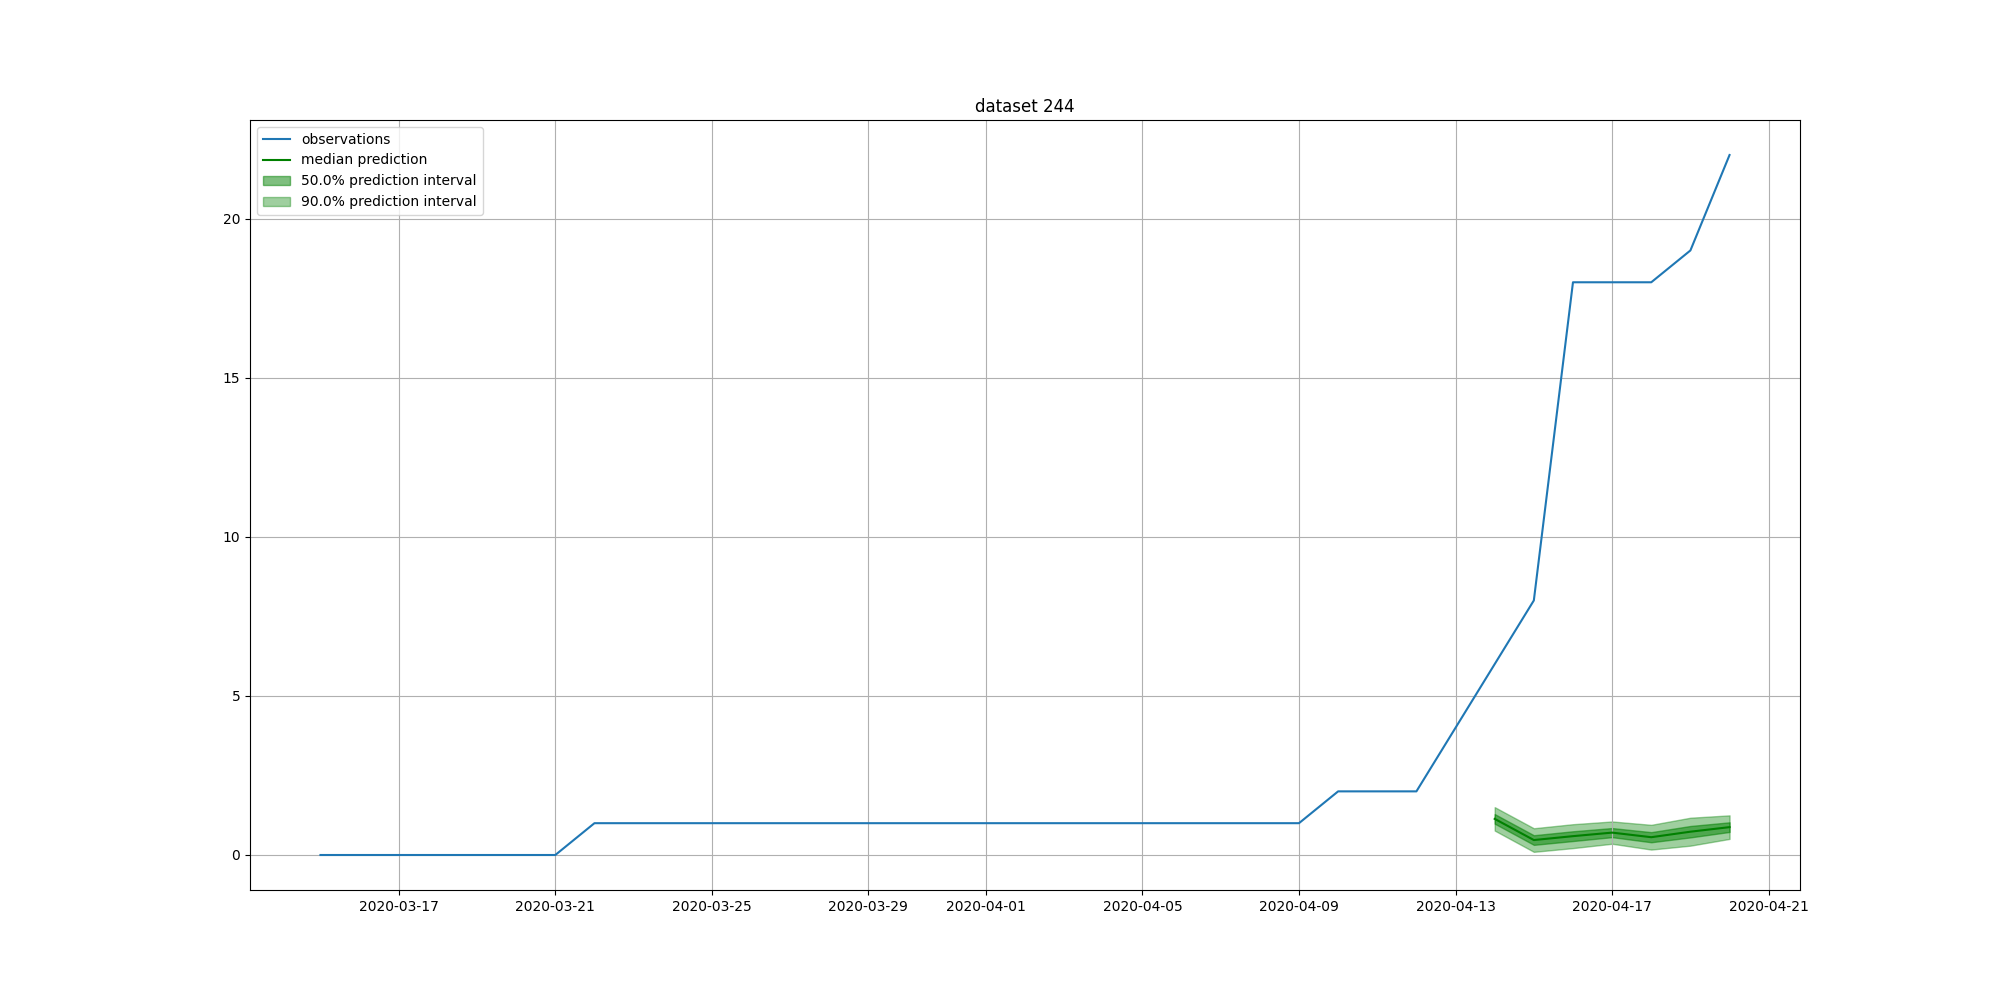 dataset 244
observations
median prediction
50.0% prediction interval
90.0% prediction interval
20
15
10
5
0
2020-03-17 2020-03-21 2020-03-25 2020-03-29 2020-04-01 2020-04-05 2020-04-09 2020-04-13 2020-04-17 2020-04-21